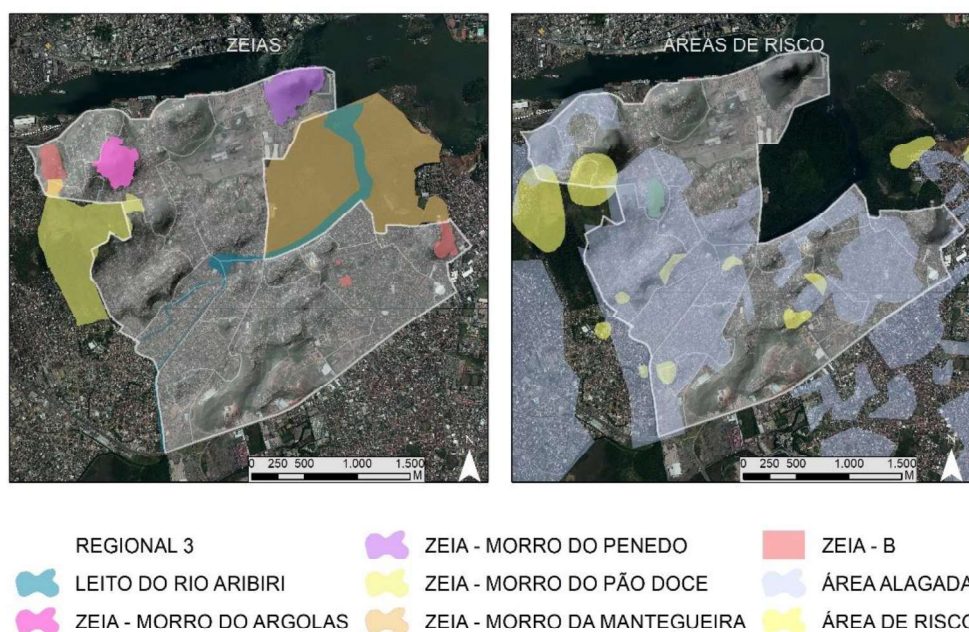 ZEIAS
ÁREAS DE RISCO
N
0 250 500 1.000 1.500
M
N
0 250 500 1.000 1.500
M
REGIONAL 3
ZEIA - MORRO DO PENEDO
ZEIA - B
LEITO DO RIO ARIBIRI
ZEIA - MORRO DO PÃO DOCE
ÁREA ALAGADA
ZEIA - MORRO DO ARGOLAS
ZEIA - MORRO DA MANTEGUEIRA
ÁREA DE RISCO